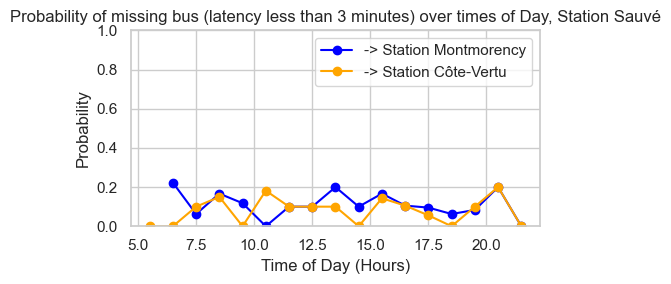 Probability of missing bus (latency less than 3 minutes) over times of Day, Station Sauvé
1.0
0.8
0.6
0.4
0.2
0.0
Probability
-> Station Montmorency
-> Station Côte-Vertu
5.0 7.5 10.0 12.5 15.0 17.5 20.0
Time of Day (Hours)